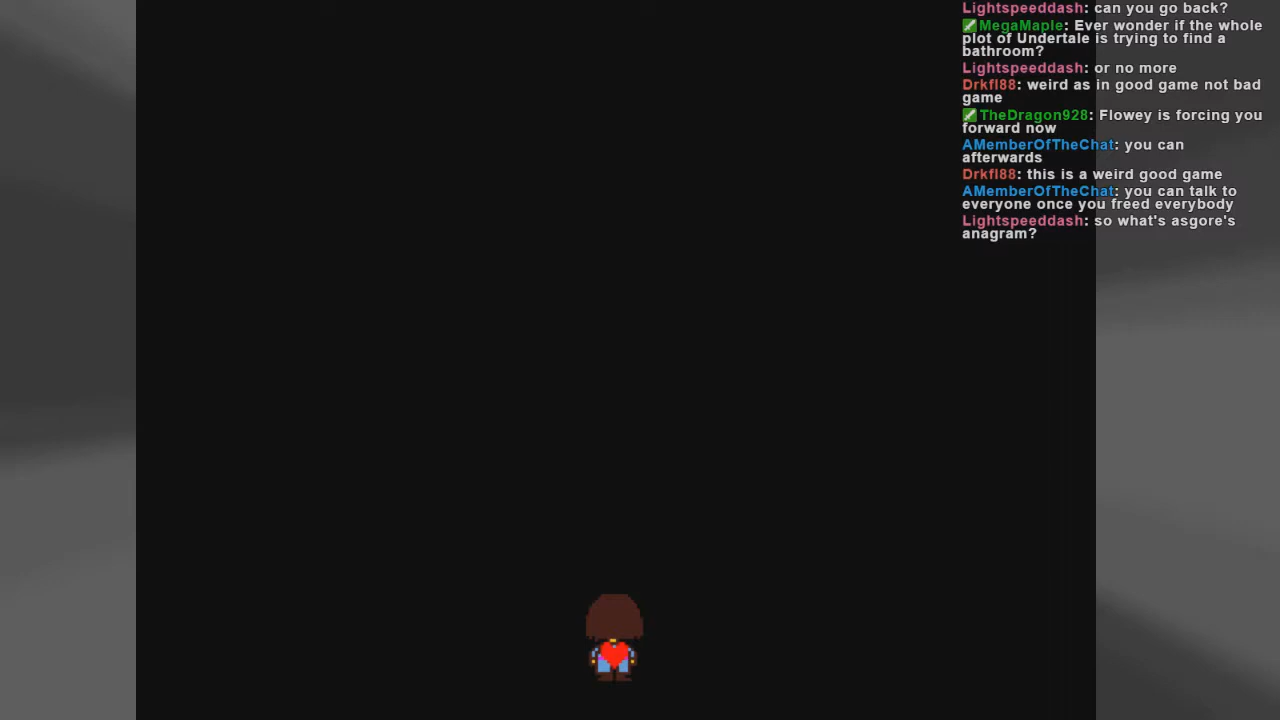 Lightspeeddash: can you go back?
MegaMaple: Ever wonder if the whole
plot of Undertale is trying to find a
bathroom?
Lightspeeddash: or no more
Drkfl88: weird as in good game not bad
game
TheDragon928: Flowey is forcing you
forward now
AMemberOfTheChat: you can
afterwards
Drkfl88: this is a weird good game
AMemberOfTheChat: you can talk to
everyone once you freed everybody
Lightspeeddash: so what's asgore's
anagram?